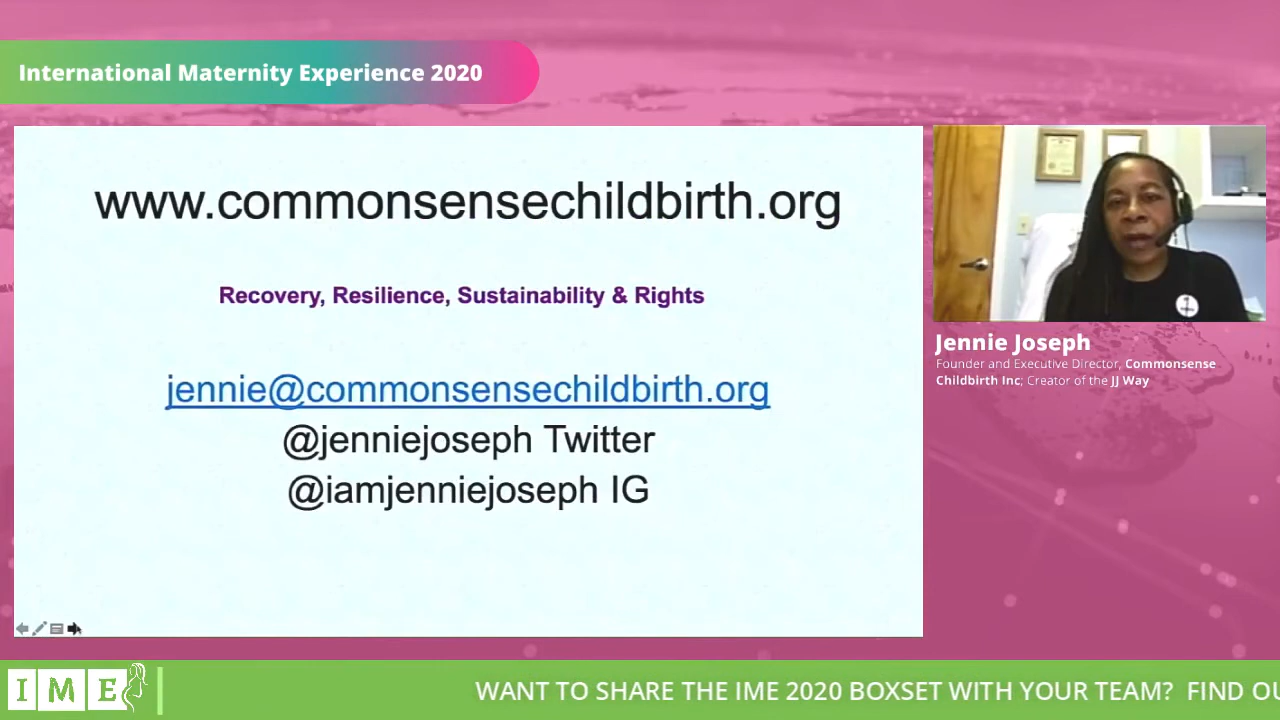 International Maternity Experience 2020
www.commonsensechildbirth.org
Recovery, Resilience, Sustainability & Rights
jennie@commonsensechildbirth.org
@jenniejoseph Twitter
@iamjenniejoseph IG
Jennie Joseph
Founder and Executive Director, Commonsense
Childbirth Inc; Creator of the JJ Way
IME
WANT TO SHARE THE IME 2020 BOXSET WITH YOUR TEAM? FIND